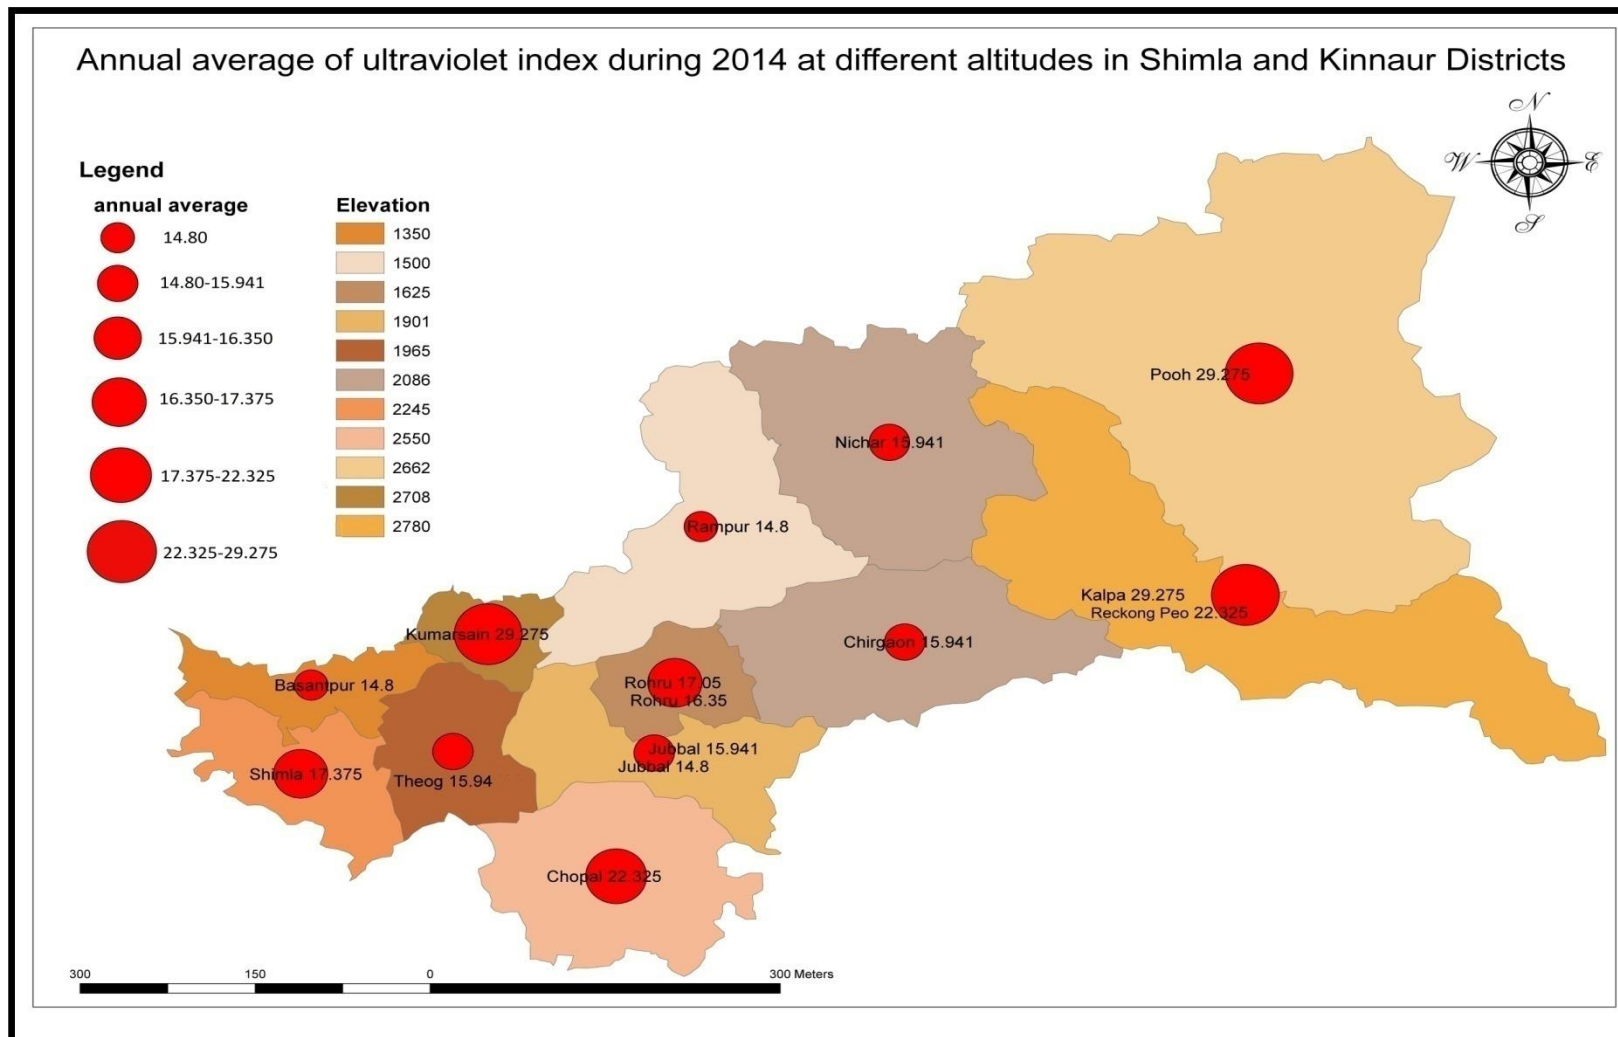 Annual average of ultraviolet index during 2014 at different altitudes in Shimla and Kinnaur Districts
N
W
E
S
Legend
annual average
14.80
14.80-15.941
15.941-16.350
16.350-17.375
17.375-22.325
22.325-29.275
Elevation
1350
1500
1625
1901
1965
2086
2245
2550
2662
2708
2780
Pooh 29.275
Nichar 15.941
Rampur 14.8
Kalpa 29.275
Reckong Peo 22.325
Kumarsain 29.275
Chirgaon 15.941
Basantpur 14.8
Rohru 17.05
Rohru 16.35
Jubbal 15.941
Jubbal 14.8
Shimla 17.375
Theog 15.94
Chopal 22.325
300 150 0 300 Meters